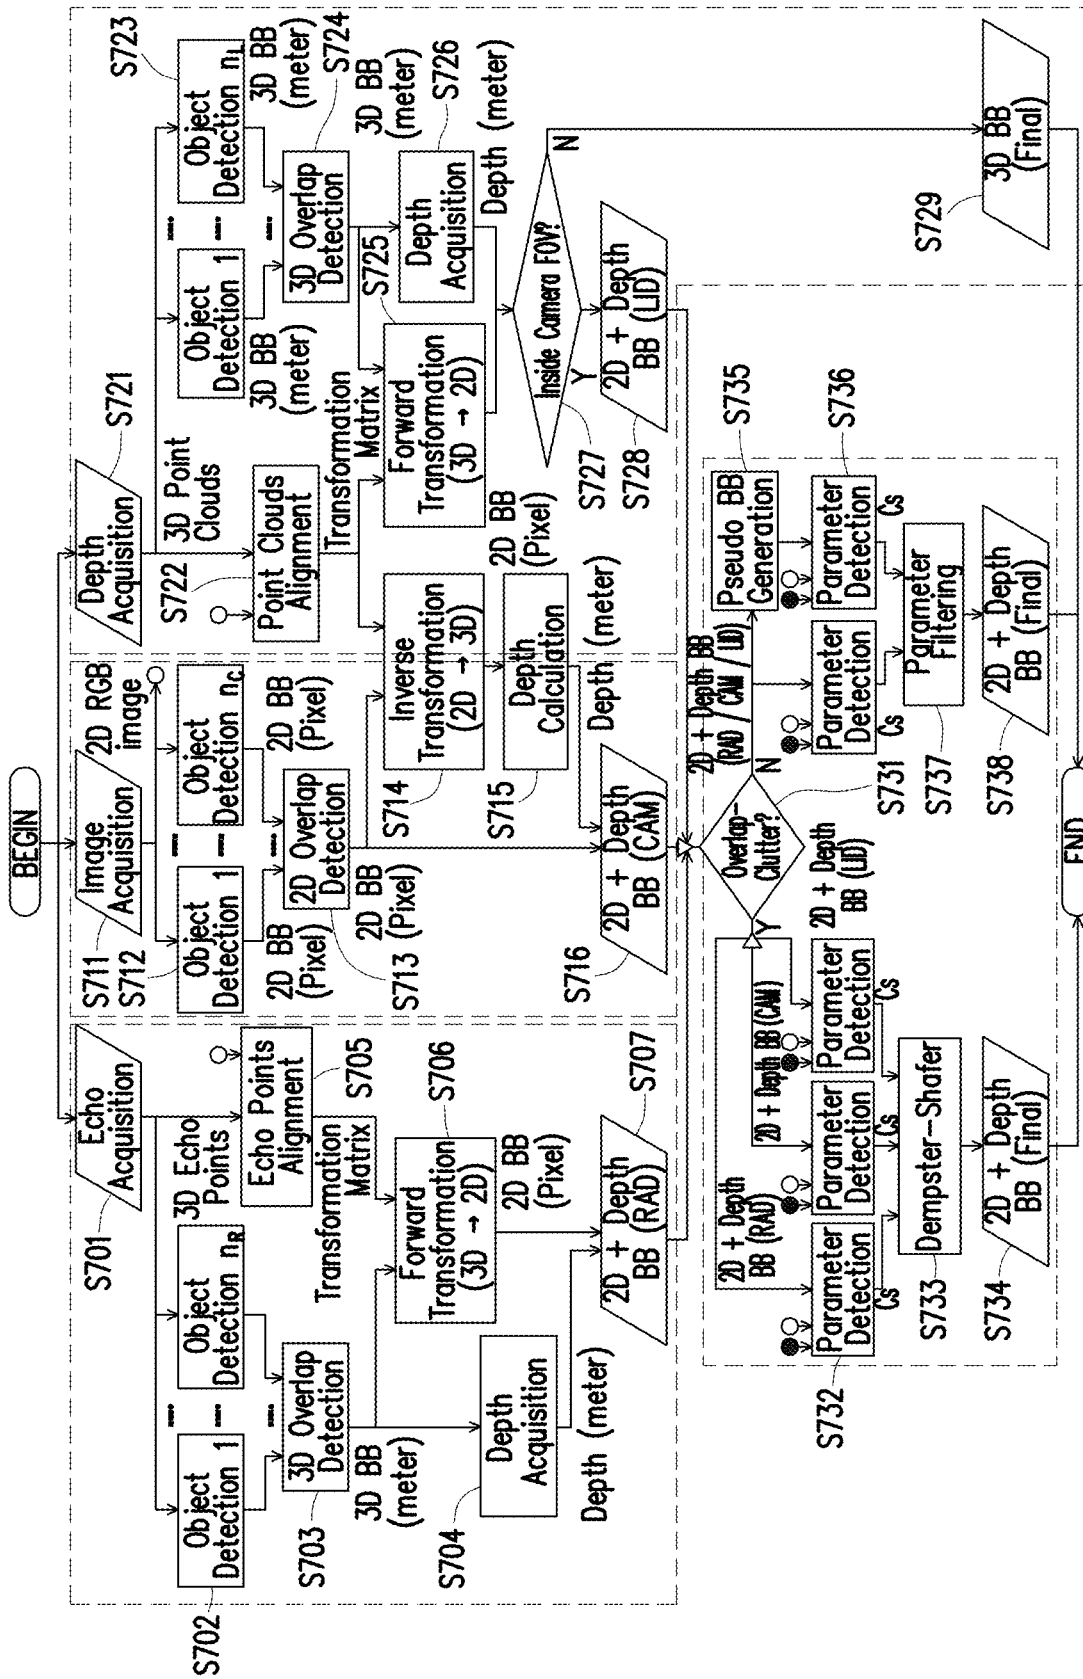 BEGIN
S701
Echo
Acquisition
3D Echo
Points
S702
Object
Detection 1
Object
Detection nR
S703
3D Overlap
Detection
3D BB
(meter)
S704
Depth
Acquisition
Depth (meter)
Echo Points
Alignment
S705
Transformation
Matrix
S706
Forward
Transformation
(3D → 2D)
2D BB
(Pixel)
S707
2D + Depth
BB (RAD)
S711
Image
Acquisition
2D RGB
image
S712
Object
Detection 1
2D BB
(Pixel)
Object
Detection nC
2D BB
(Pixel)
S713
2D Overlap
Detection
2D BB
(Pixel)
S714
Inverse
Transformation
(2D → 3D)
S715
Depth
Calculation
Depth (meter)
S716
2D + Depth
BB (CAM)
S721
Depth
Acquisition
3D Point
Clouds
S722
Point Clouds
Alignment
Transformation
Matrix
Object
Detection 1
3D BB
(meter)
S723
Object
Detection nL
3D BB
(meter)
S724
3D Overlap
Detection
3D BB
(meter)
S725
Forward
Transformation
(3D → 2D)
2D BB
(Pixel)
S726
Depth
Acquisition
Depth (meter)
S727
Inside Camera FOV?
Y
N
S728
2D + Depth
BB (LID)
S729
3D BB
(Final)
S731
Overlap-
Clutter?
Y
N
2D + Depth
BB (RAD)
2D + Depth BB (CAM)
2D + Depth
BB (LID)
2D + Depth BB
(RAD / CAM / LID)
S732
Parameter
Detection
Cs
Parameter
Detection
Cs
Parameter
Detection
Cs
S733
Dempster-Shafer
S734
2D + Depth
BB (Final)
S735
Pseudo BB
Generation
S736
Parameter
Detection
Cs
Parameter
Detection
Cs
S737
Parameter
Filtering
S738
2D + Depth
BB (Final)
END